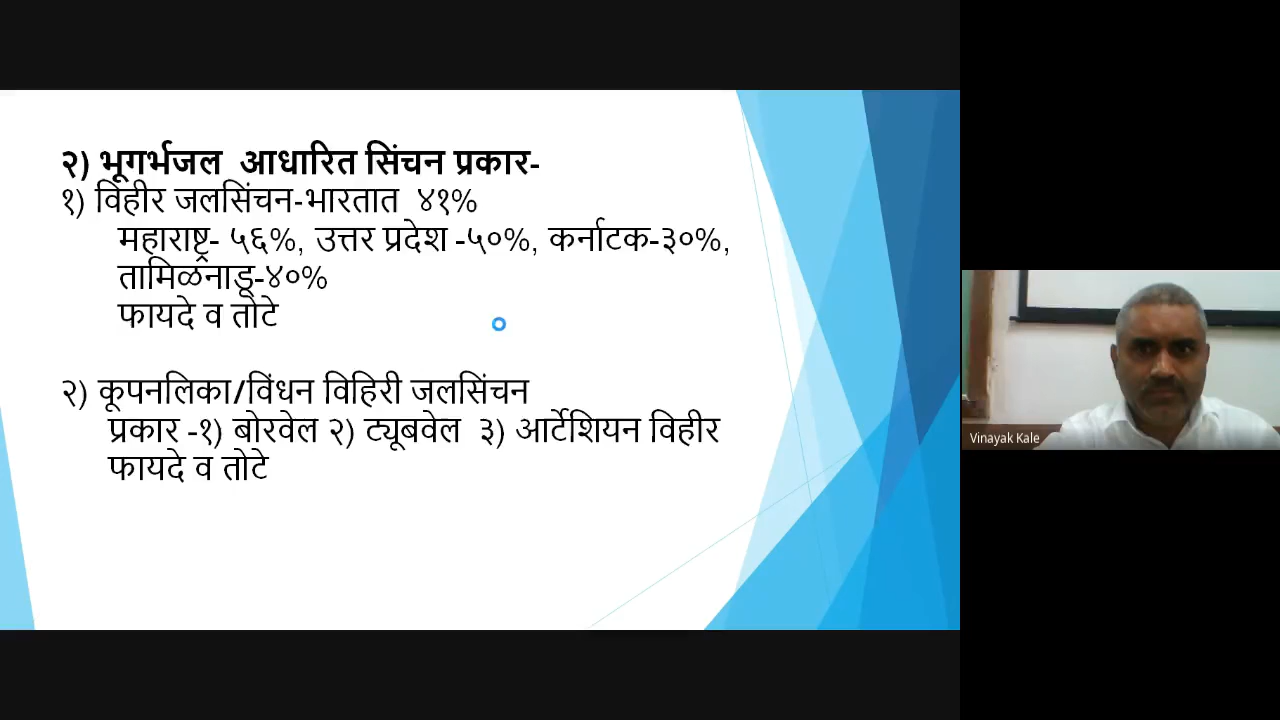 २) भूगर्भजल आधारित सिंचन प्रकार-
१) विहीर जलसिंचन-भारतात ४१%
महाराष्ट्र- ५६%, उत्तर प्रदेश -५०%, कर्नाटक-३०%,
तामिळनाडू-४०%
फायदे व तोटे
२) कूपनलिका/विंधन विहिरी जलसिंचन
प्रकार -१) बोरवेल २) ट्यूबवेल ३) आर्टेशियन विहीर
फायदे व तोटे
Vinayak Kale